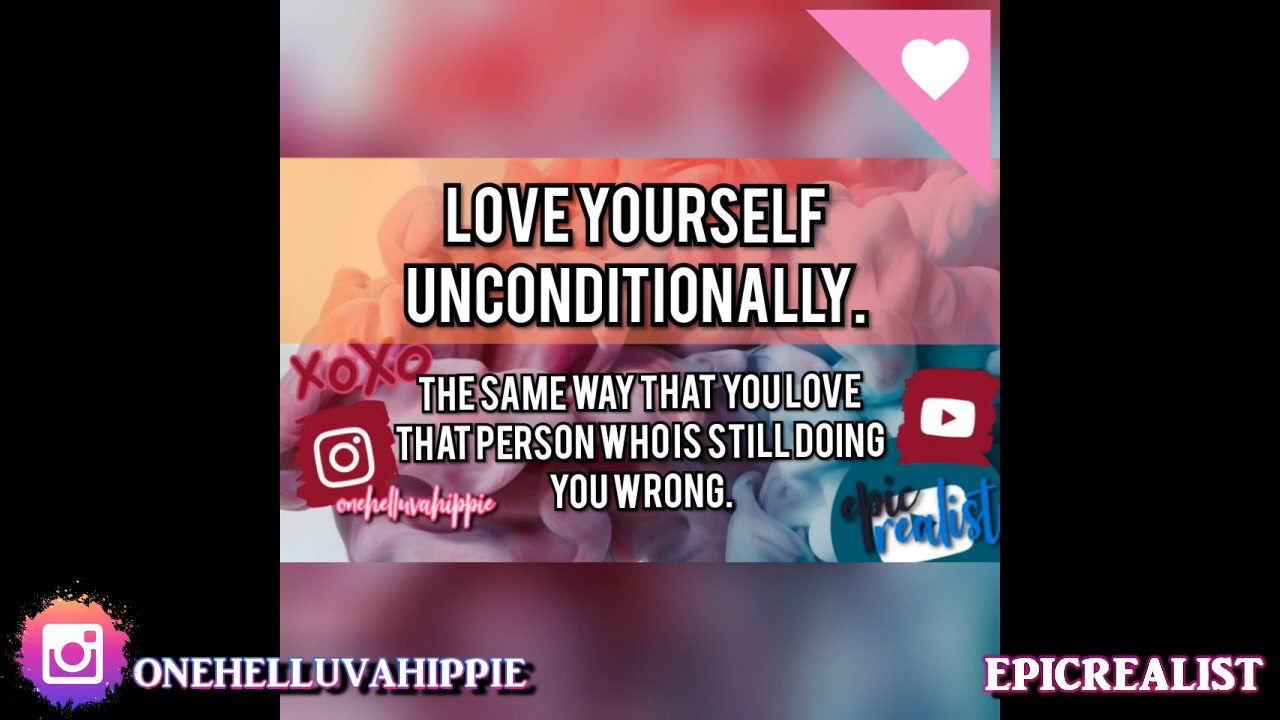 LOVE YOURSELF
UNCONDITIONALLY.
XOXO
THE SAME WAY THAT YOU LOVE
THAT PERSON WHO IS STILL DOING
YOU WRONG.
onehelluvahippie
epic
realist
ONEHELLUVAHIPPIE
EPICREALIST